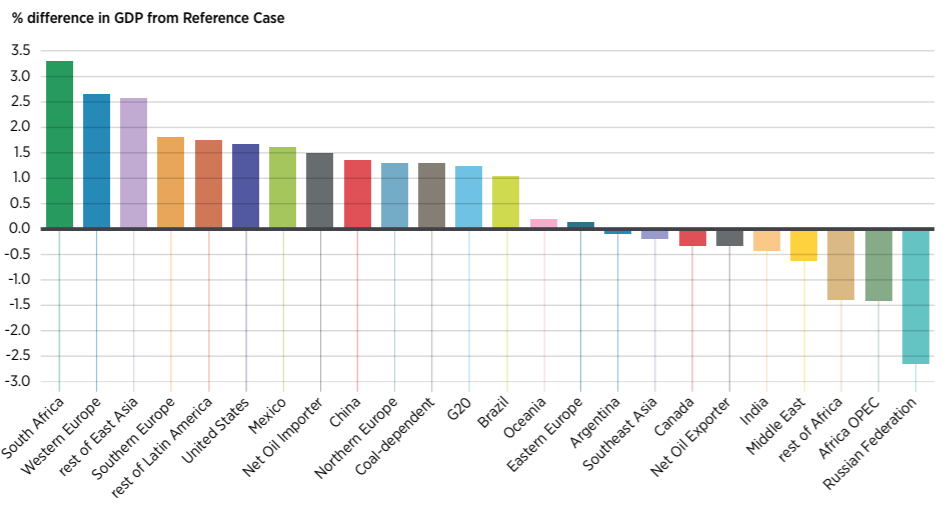 % difference in GDP from Reference Case
3.5
3.0
2.5
2.0
1.5
1.0
0.5
0.0
-0.5
-1.0
-1.5
-2.0
-2.5
-3.0
South Africa
Western Europe
rest of East Asia
Southern Europe
rest of Latin America
United States
Mexico
Net Oil Importer
China
Northern Europe
Coal-dependent
G20
Brazil
Oceania
Eastern Europe
Argentina
Southeast Asia
Canada
Net Oil Exporter
India
Middle East
rest of Africa
Africa OPEC
Russian Federation